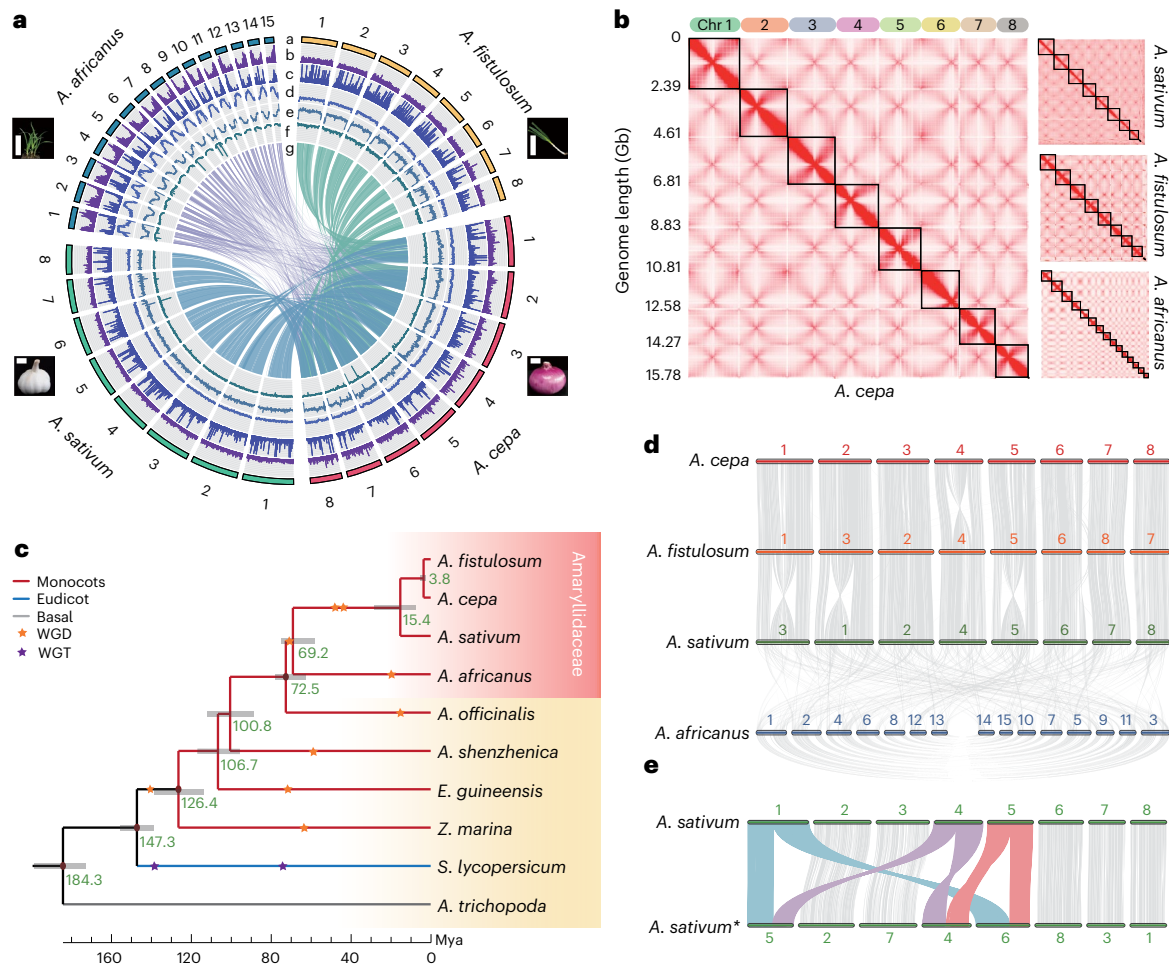 a
A. africanus
1 2 3 4 5 6 7 8 9 10 11 12 13 14 15
a
b
c
d
e
f
g
A. fistulosum
1 2 3 4 5 6 7 8
A. cepa
1 2 3 4 5 6 7 8
A. sativum
1 2 3 4 5 6 7 8
b
Chr 1 2 3 4 5 6 7 8
Genome length (Gb)
0
2.39
4.61
6.81
8.83
10.81
12.58
14.27
15.78
A. cepa
A. sativum
A. fistulosum
A. africanus
c
Monocots
Eudicot
Basal
WGD
WGT
Amaryllidaceae
A. fistulosum
3.8
A. cepa
15.4
A. sativum
69.2
A. africanus
72.5
A. officinalis
100.8
A. shenzhenica
106.7
E. guineensis
126.4
Z. marina
147.3
S. lycopersicum
184.3
A. trichopoda
Mya
160 120 80 40 0
d
1 2 3 4 5 6 7 8
A. cepa
1 3 2 4 5 6 8 7
A. fistulosum
3 1 2 4 5 6 7 8
A. sativum
1 2 4 6 8 12 13 14 15 10 7 5 9 11 3
A. africanus
e
1 2 3 4 5 6 7 8
A. sativum
A. sativum*
5 2 7 4 6 8 3 1